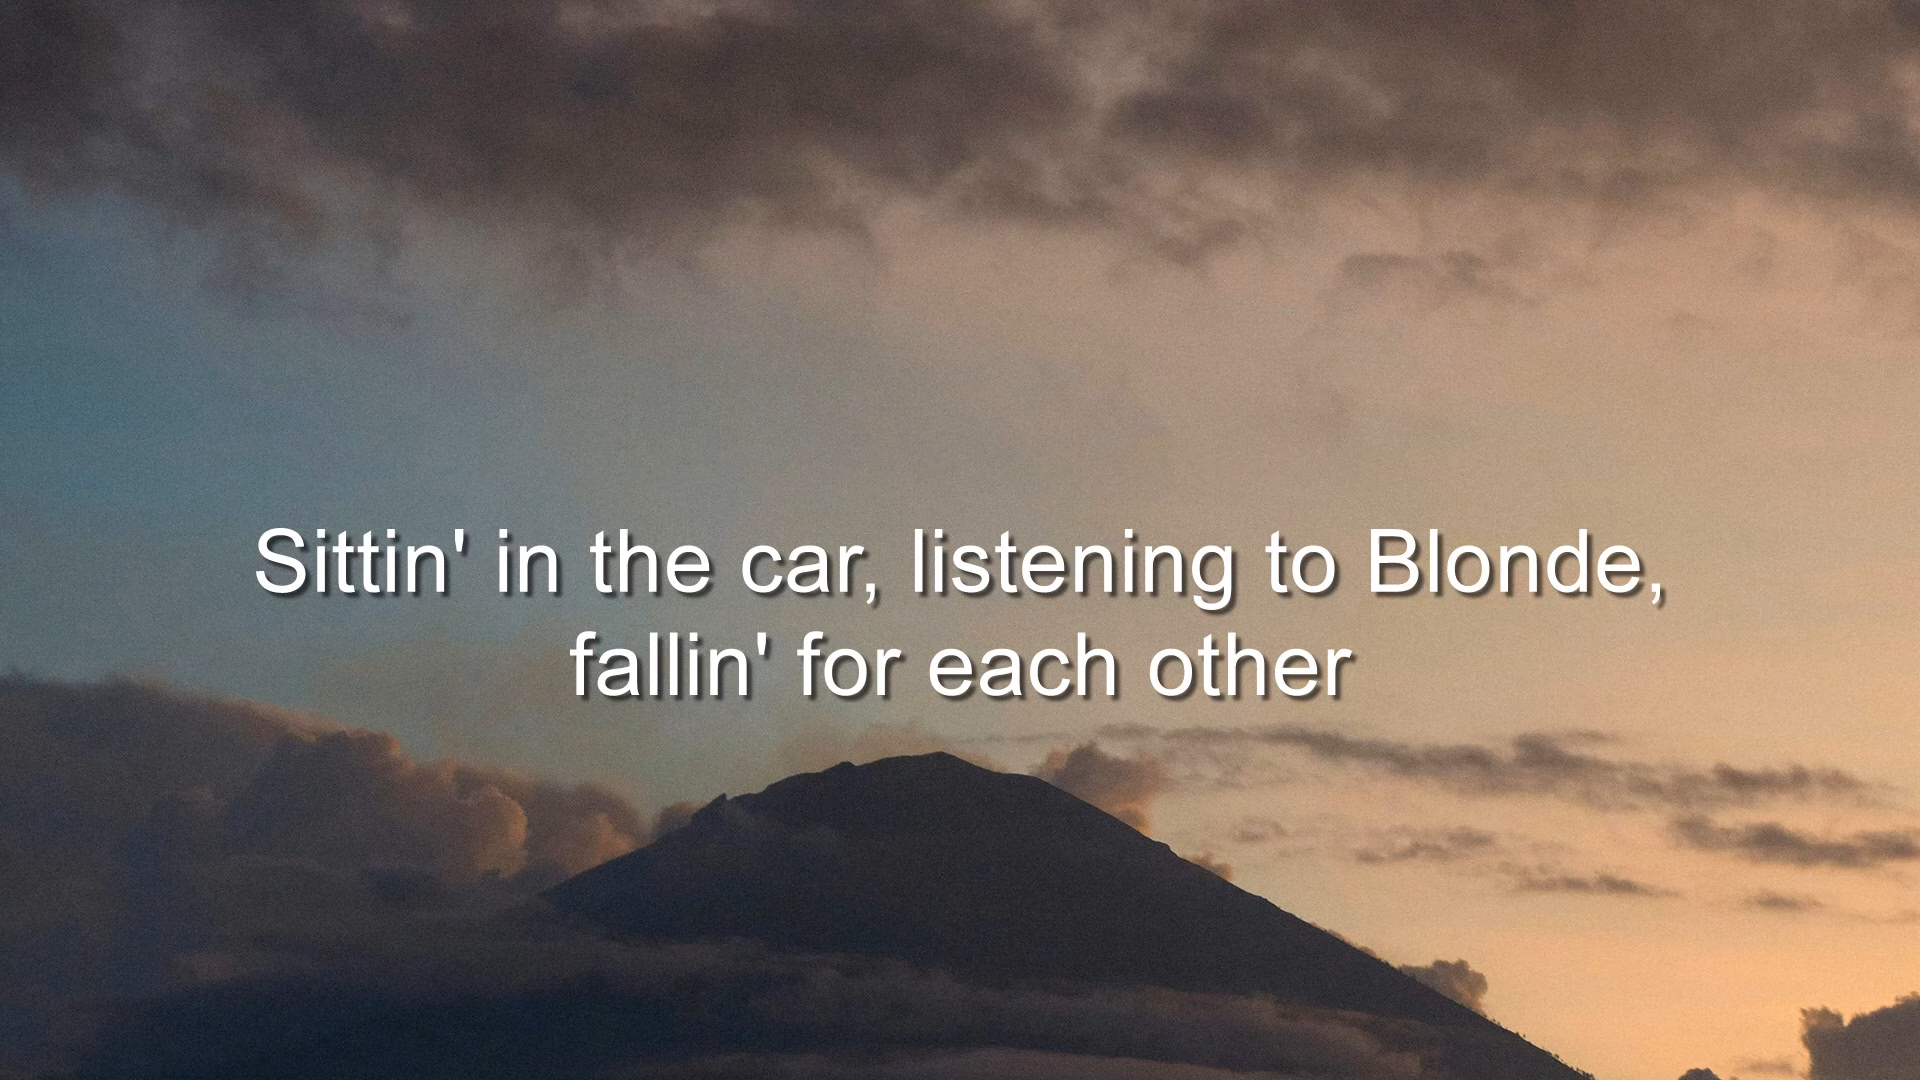 Sittin' in the car, listening to Blonde,
fallin' for each other